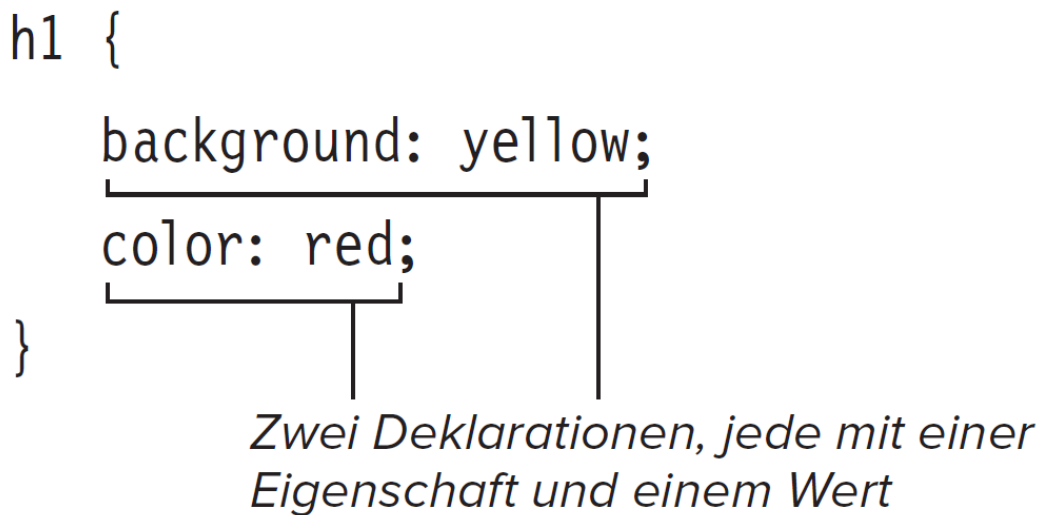 h1 {
background: yellow;
color: red;
}
Zwei Deklarationen, jede mit einer
Eigenschaft und einem Wert